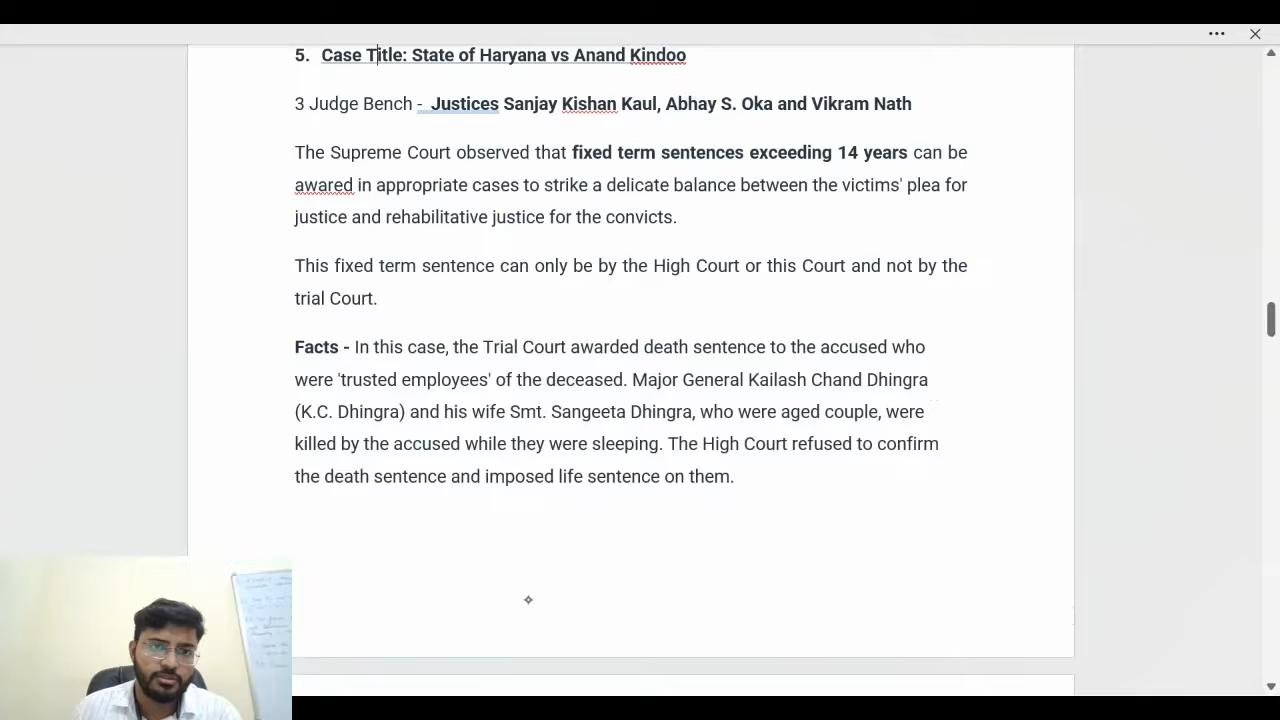 5. Case Title: State of Haryana vs Anand Kindoo
3 Judge Bench - Justices Sanjay Kishan Kaul, Abhay S. Oka and Vikram Nath
The Supreme Court observed that fixed term sentences exceeding 14 years can be
awared in appropriate cases to strike a delicate balance between the victims' plea for
justice and rehabilitative justice for the convicts.
This fixed term sentence can only be by the High Court or this Court and not by the
trial Court.
Facts - In this case, the Trial Court awarded death sentence to the accused who
were 'trusted employees' of the deceased. Major General Kailash Chand Dhingra
(K.C. Dhingra) and his wife Smt. Sangeeta Dhingra, who were aged couple, were
killed by the accused while they were sleeping. The High Court refused to confirm
the death sentence and imposed life sentence on them.